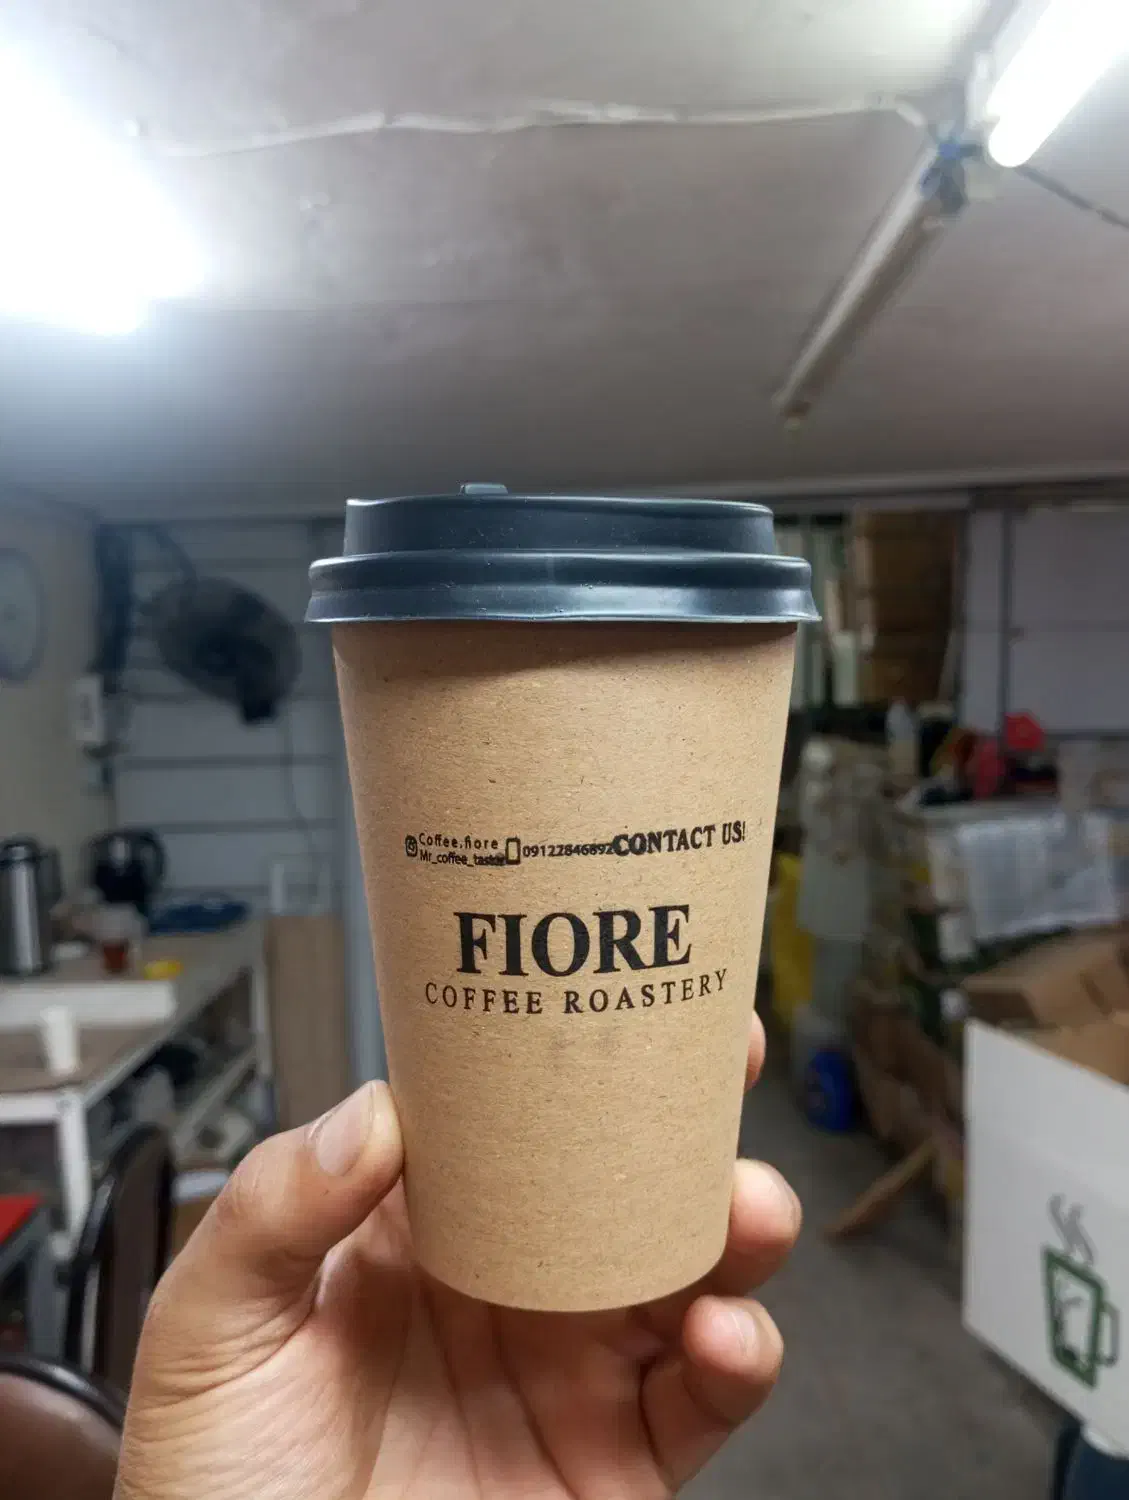 Coffee.fiore
Mr_coffee_taster
09122846892
CONTACT US!
FIORE
COFFEE ROASTERY